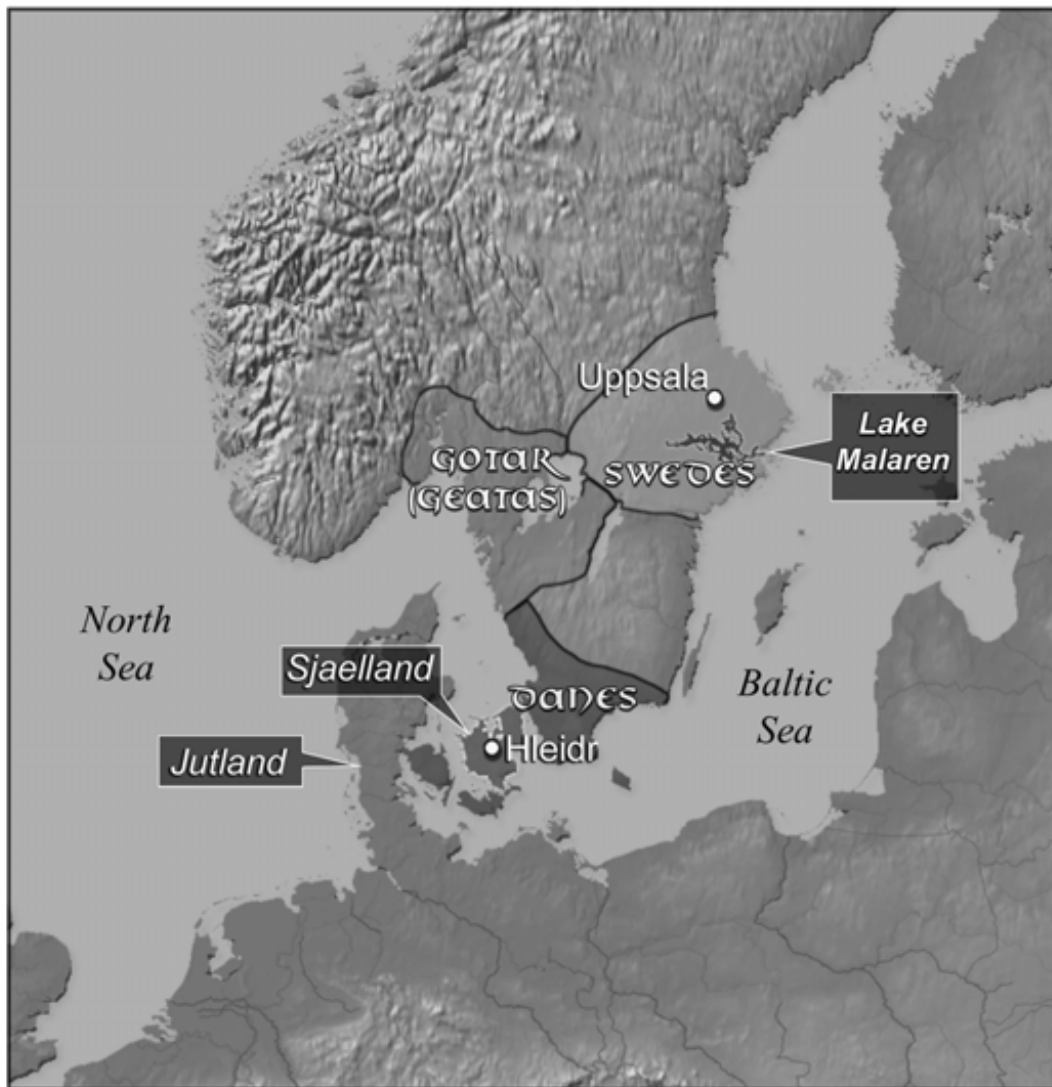 Uppsala
Lake
Malaren
GOTAR
(GEATAS)
SWEDES
North
Sea
Sjaelland
DANES
Baltic
Sea
Hleidr
Jutland